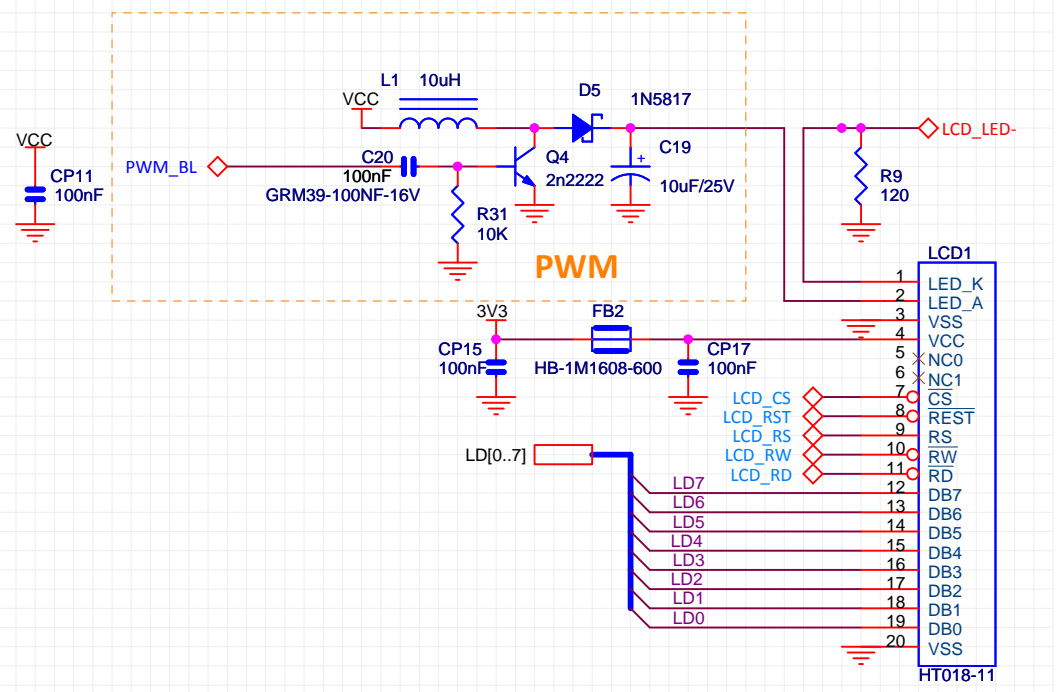 L1 10uH
D5
VCC
1N5817
VCC
C19
LCD_LED-
PWM_BL
C20
100nF
Q4
2n2222
CP11
100nF
GRM39-100NF-16V
10uF/25V
R9
120
R31
10K
PWM
LCD1
1 LED_K
2 LED_A
3 VSS
4 VCC
5 NC0
6 NC1
7 CS
8 REST
9 RS
10 RW
11 RD
12 DB7
13 DB6
14 DB5
15 DB4
16 DB3
17 DB2
18 DB1
19 DB0
20 VSS
HT018-11
3V3
FB2
CP15
100nF
HB-1M1608-600
CP17
100nF
LCD_CS
LCD_RST
LCD_RS
LCD_RW
LCD_RD
LD[0..7]
LD7
LD6
LD5
LD4
LD3
LD2
LD1
LD0
+